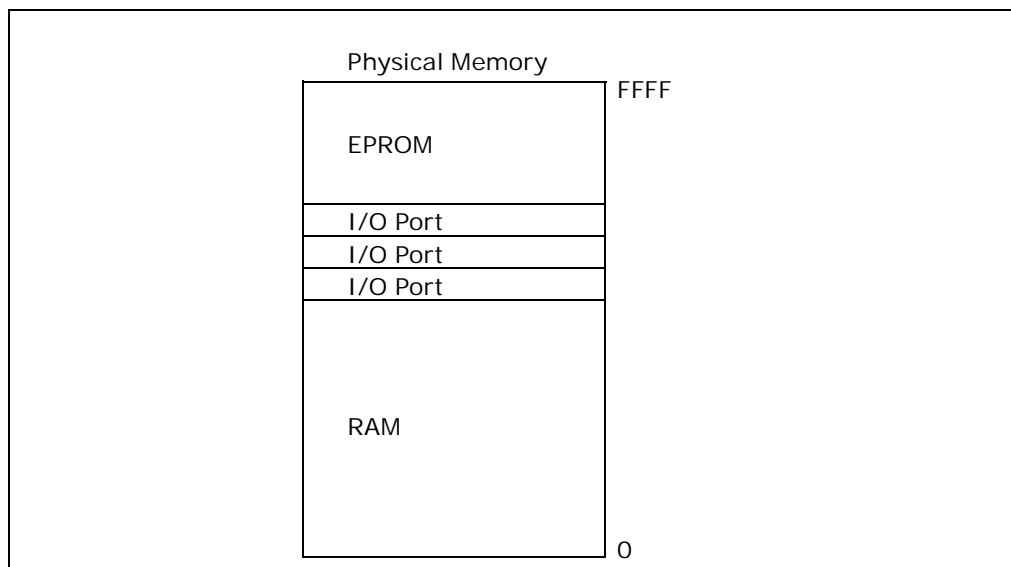 Physical Memory
FFFF
EPROM
I/O Port
I/O Port
I/O Port
RAM
0